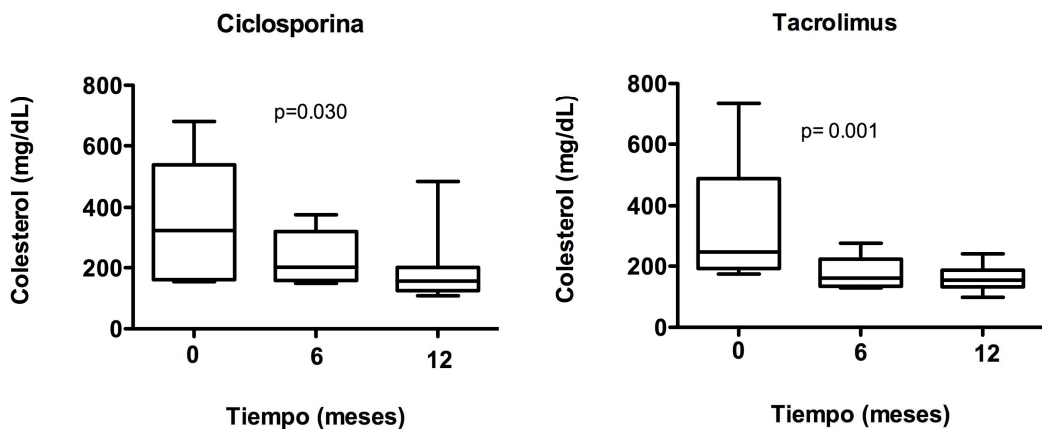 Ciclosporina
Colesterol (mg/dL)
800
600
400
200
0
p=0.030
0 6 12
Tiempo (meses)
Tacrolimus
Colesterol (mg/dL)
800
600
400
200
0
p= 0.001
0 6 12
Tiempo (meses)